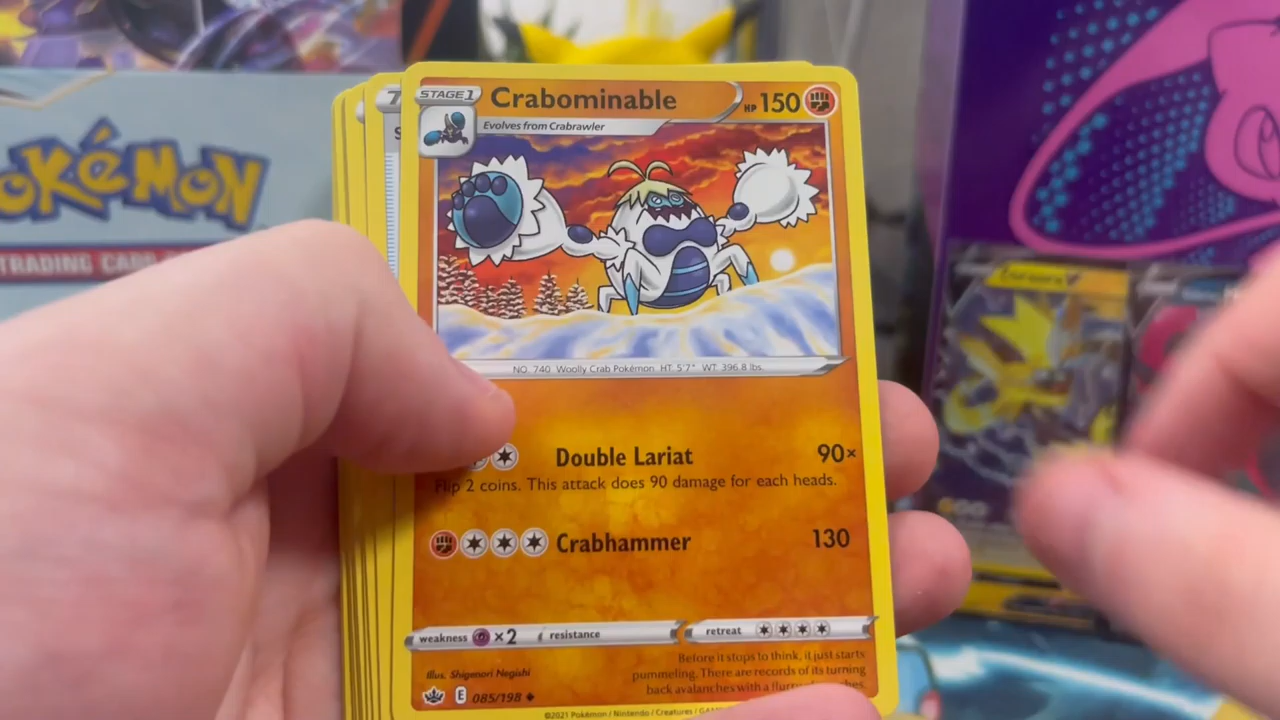 STAGE 1
Crabominable
HP 150
Evolves from Crabrawler
OKÉMON
TRADING CARD
NO. 740 Woolly Crab Pokémon HT: 5'7" WT: 396.8 lbs.
Double Lariat 90×
Flip 2 coins. This attack does 90 damage for each heads.
Crabhammer 130
weakness ×2 resistance retreat
Before it stops to think, it just starts
pummeling. There are records of its turning
back avalanches with a
Illus. Shigenori Negishi
E 085/198
©2021 Pokémon / Nintendo / Creatures /